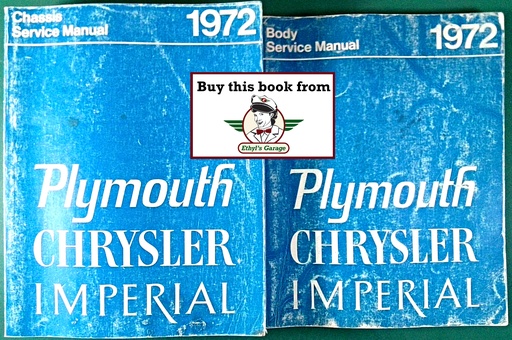 Chassis
Service Manual
1972
Plymouth
CHRYSLER
IMPERIAL
Body
Service Manual
1972
Plymouth
CHRYSLER
IMPERIAL
Buy this book from
Ethyl's Garage